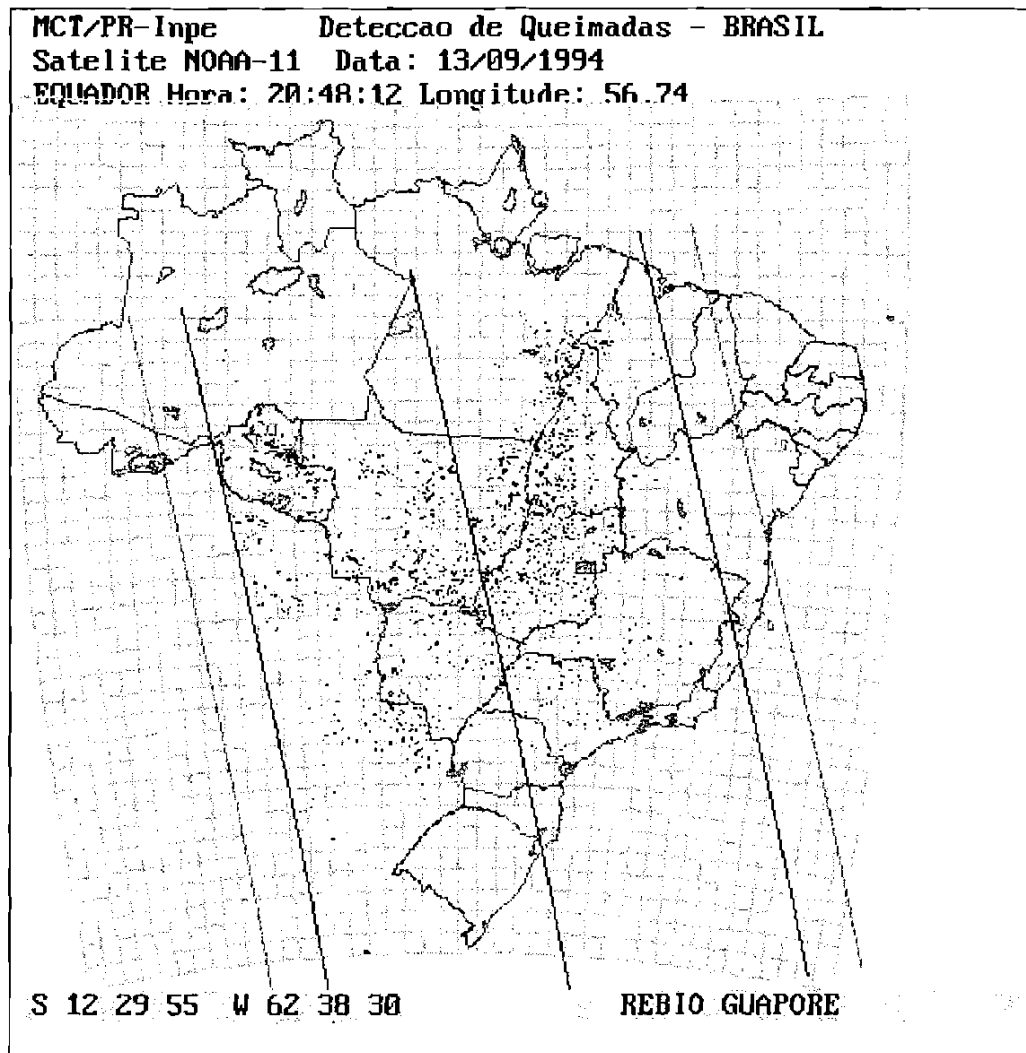 MCT/PR-Inpe Deteccao de Queimadas - BRASIL
Satelite NOAA-11 Data: 13/09/1994
EQUADOR Hora: 20:48:12 Longitude: 56.74
S 12 29 55 W 62 38 30 REBIO GUAPORE